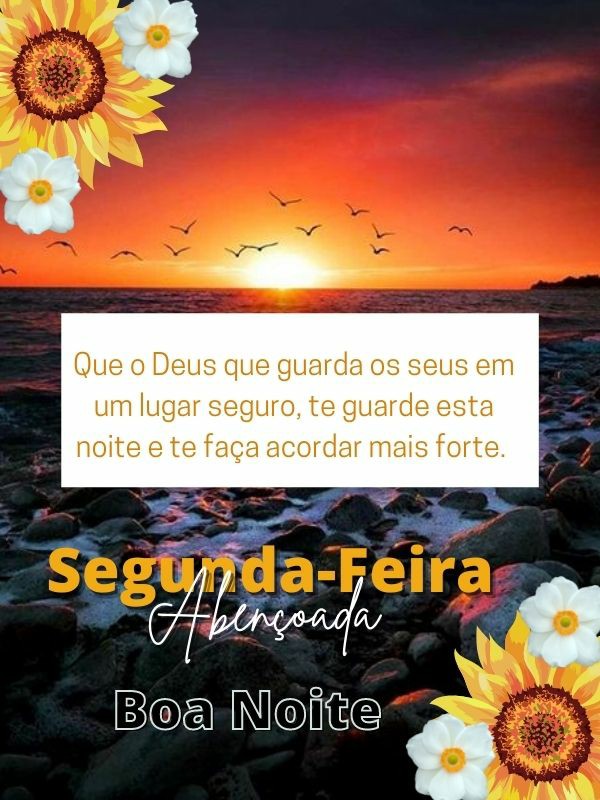 Que o Deus que guarda os seus em
um lugar seguro, te guarde esta
noite e te faça acordar mais forte.
Segunda-Feira
Abençoada
Boa Noite